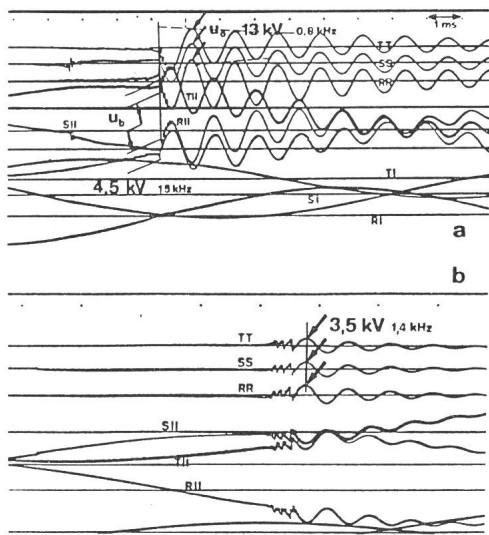 u₀ 13 kV 0,8 kHz
1 ms
TT
SS
RR
TII
u_b
SII
RII
4,5 kV 15 kHz
TI
SI
RI
a
b
3,5 kV 1,4 kHz
TT
SS
RR
SII
TII
RII